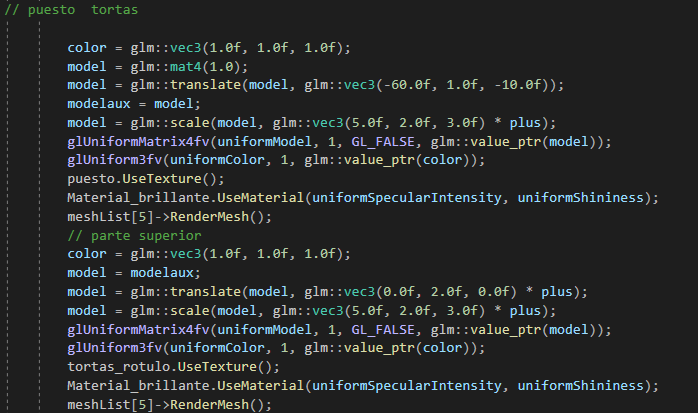 // puesto  tortas
color = glm::vec3(1.0f, 1.0f, 1.0f);
model = glm::mat4(1.0);
model = glm::translate(model, glm::vec3(-60.0f, 1.0f, -10.0f));
modelaux = model;
model = glm::scale(model, glm::vec3(5.0f, 2.0f, 3.0f) * plus);
glUniformMatrix4fv(uniformModel, 1, GL_FALSE, glm::value_ptr(model));
glUniform3fv(uniformColor, 1, glm::value_ptr(color));
puesto.UseTexture();
Material_brillante.UseMaterial(uniformSpecularIntensity, uniformShininess);
meshList[5]->RenderMesh();
// parte superior
color = glm::vec3(1.0f, 1.0f, 1.0f);
model = modelaux;
model = glm::translate(model, glm::vec3(0.0f, 2.0f, 0.0f) * plus);
model = glm::scale(model, glm::vec3(5.0f, 2.0f, 3.0f) * plus);
glUniformMatrix4fv(uniformModel, 1, GL_FALSE, glm::value_ptr(model));
glUniform3fv(uniformColor, 1, glm::value_ptr(color));
tortas_rotulo.UseTexture();
Material_brillante.UseMaterial(uniformSpecularIntensity, uniformShininess);
meshList[5]->RenderMesh();